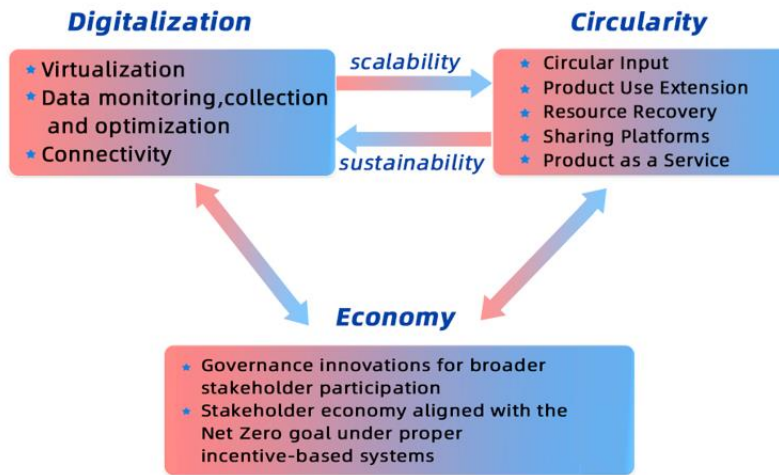 Digitalization
★ Virtualization
★ Data monitoring,collection
and optimization
★ Connectivity
scalability
sustainability
Circularity
★ Circular Input
★ Product Use Extension
★ Resource Recovery
★ Sharing Platforms
★ Product as a Service
Economy
★ Governance innovations for broader
stakeholder participation
★ Stakeholder economy aligned with the
Net Zero goal under proper
incentive-based systems